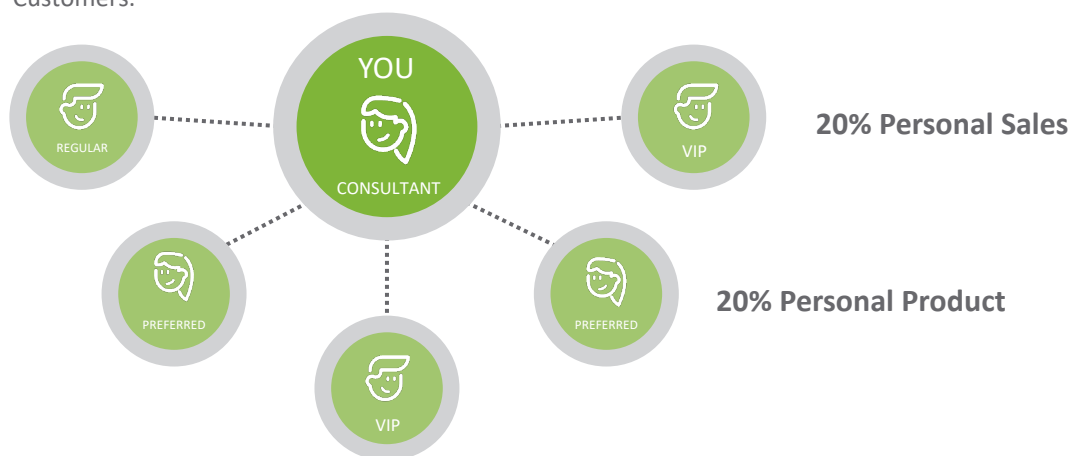 Customers.
YOU
CONSULTANT
REGULAR
VIP
20% Personal Sales
PREFERRED
PREFERRED
20% Personal Product
VIP